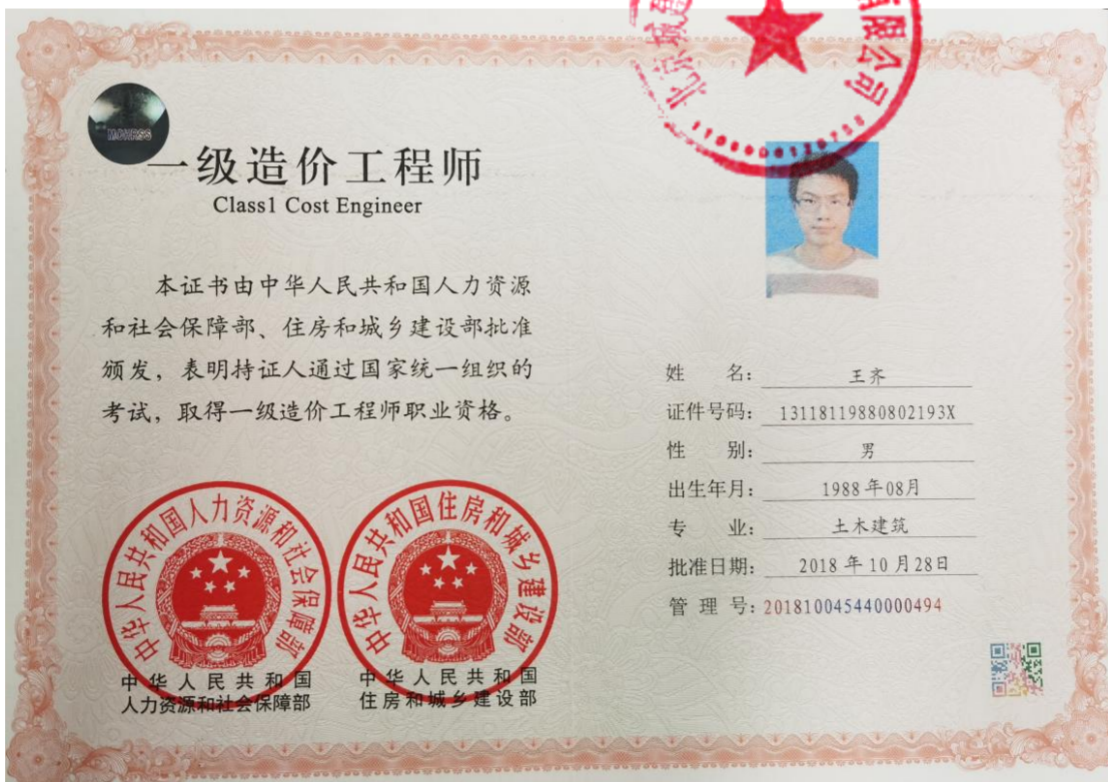 北京城建
有限公司
MOHRSS
一级造价工程师
Class1 Cost Engineer
本证书由中华人民共和国人力资源
和社会保障部、住房和城乡建设部批准
颁发，表明持证人通过国家统一组织的
考试，取得一级造价工程师职业资格。
姓 名： 王齐
证件号码： 13118119880802193X
性 别： 男
出生年月： 1988年08月
专 业： 土木建筑
批准日期： 2018年10月28日
管 理 号：201810045440000494
中华人民共和国人力资源和社会保障部
中华人民共和国住房和城乡建设部
中华人民共和国
人力资源和社会保障部
中华人民共和国
住房和城乡建设部